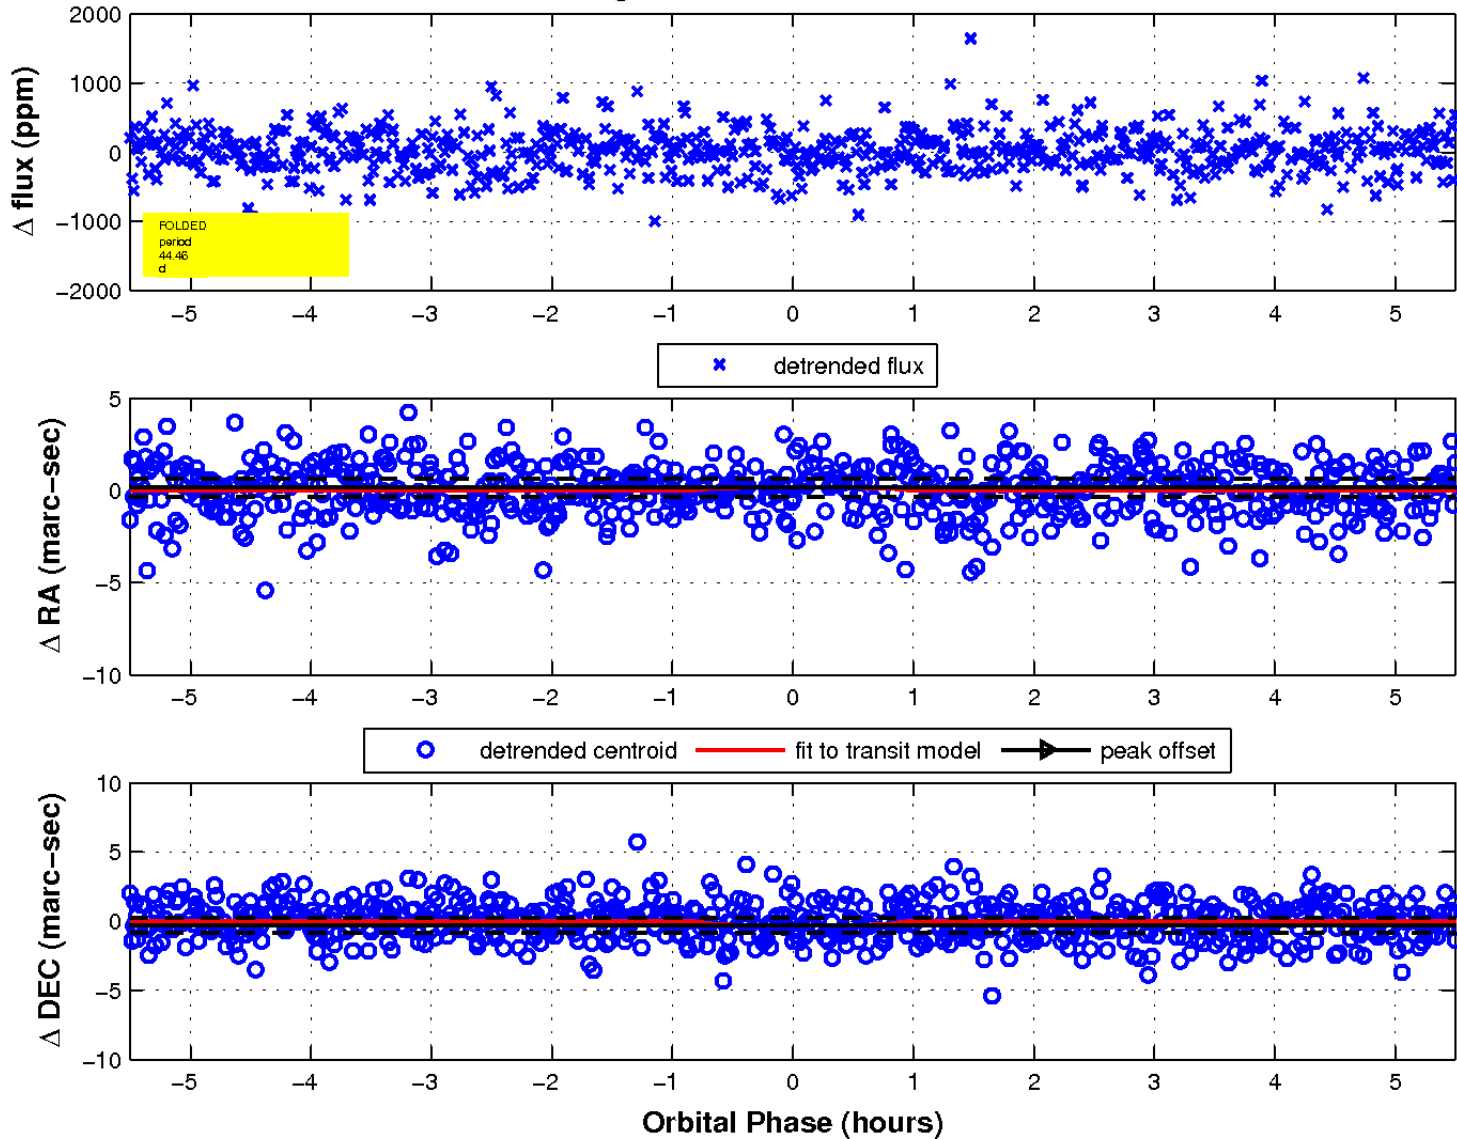 2000
1000
0
−1000
−2000
Δ flux (ppm)
FOLDED
period
44.46
d
−5 −4 −3 −2 −1 0 1 2 3 4 5
detrended flux
5
0
−5
−10
Δ RA (marc−sec)
−5 −4 −3 −2 −1 0 1 2 3 4 5
detrended centroid fit to transit model peak offset
10
5
0
−5
−10
Δ DEC (marc−sec)
−5 −4 −3 −2 −1 0 1 2 3 4 5
Orbital Phase (hours)